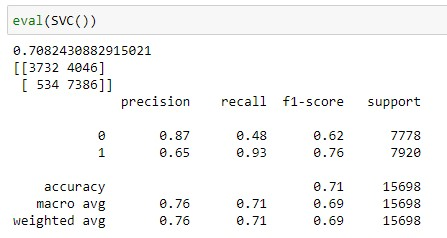 eval(SVC())
0.7082430882915021
[[3732 4046]
 [ 534 7386]]
              precision    recall  f1-score   support

           0       0.87      0.48      0.62      7778
           1       0.65      0.93      0.76      7920

    accuracy                           0.71     15698
   macro avg       0.76      0.71      0.69     15698
weighted avg       0.76      0.71      0.69     15698